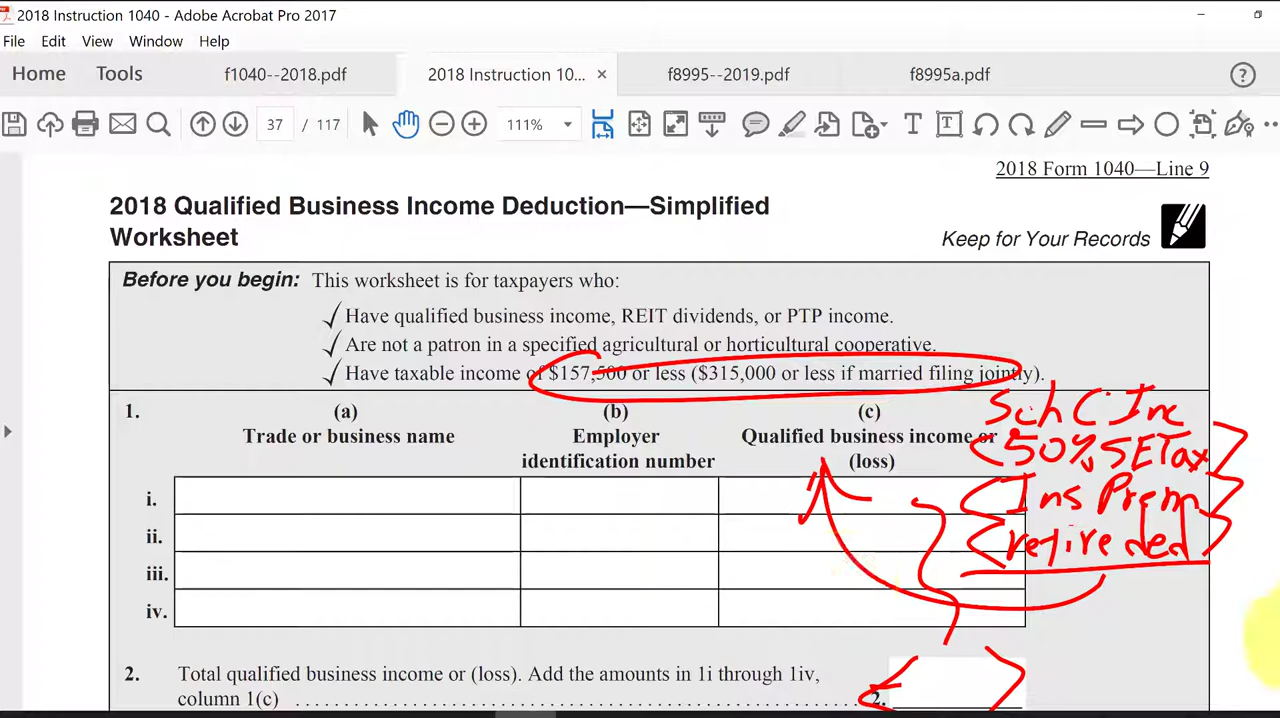 2018 Instruction 1040 - Adobe Acrobat Pro 2017
File Edit View Window Help
Home Tools f1040--2018.pdf 2018 Instruction 10... × f8995--2019.pdf f8995a.pdf
37 / 117 111%
2018 Form 1040—Line 9
2018 Qualified Business Income Deduction—Simplified
Worksheet
Keep for Your Records
Before you begin: This worksheet is for taxpayers who:
√ Have qualified business income, REIT dividends, or PTP income.
√ Are not a patron in a specified agricultural or horticultural cooperative.
√ Have taxable income of $157,500 or less ($315,000 or less if married filing jointly).
1. (a) (b) (c)
Trade or business name Employer Qualified business income or
identification number (loss)
Sch C Inc
(50% SE Tax)
(Ins Prem)
(retire ded)
i.
ii.
iii.
iv.
2. Total qualified business income or (loss). Add the amounts in 1i through 1iv,
column 1(c) . . . . . . . . . . . . . . . . . . . . . . . . . . . . . . . . . . . . . . . . . . . . . . . 2.